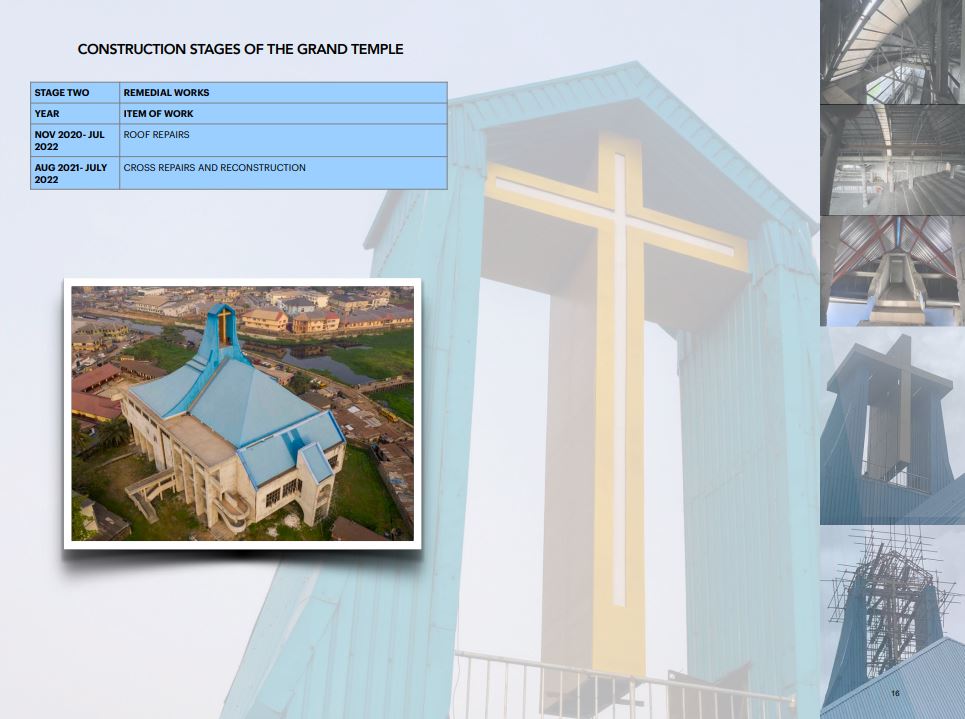 CONSTRUCTION STAGES OF THE GRAND TEMPLE
STAGE TWO REMEDIAL WORKS
YEAR ITEM OF WORK
NOV 2020- JUL ROOF REPAIRS
2022
AUG 2021- JULY CROSS REPAIRS AND RECONSTRUCTION
2022
16